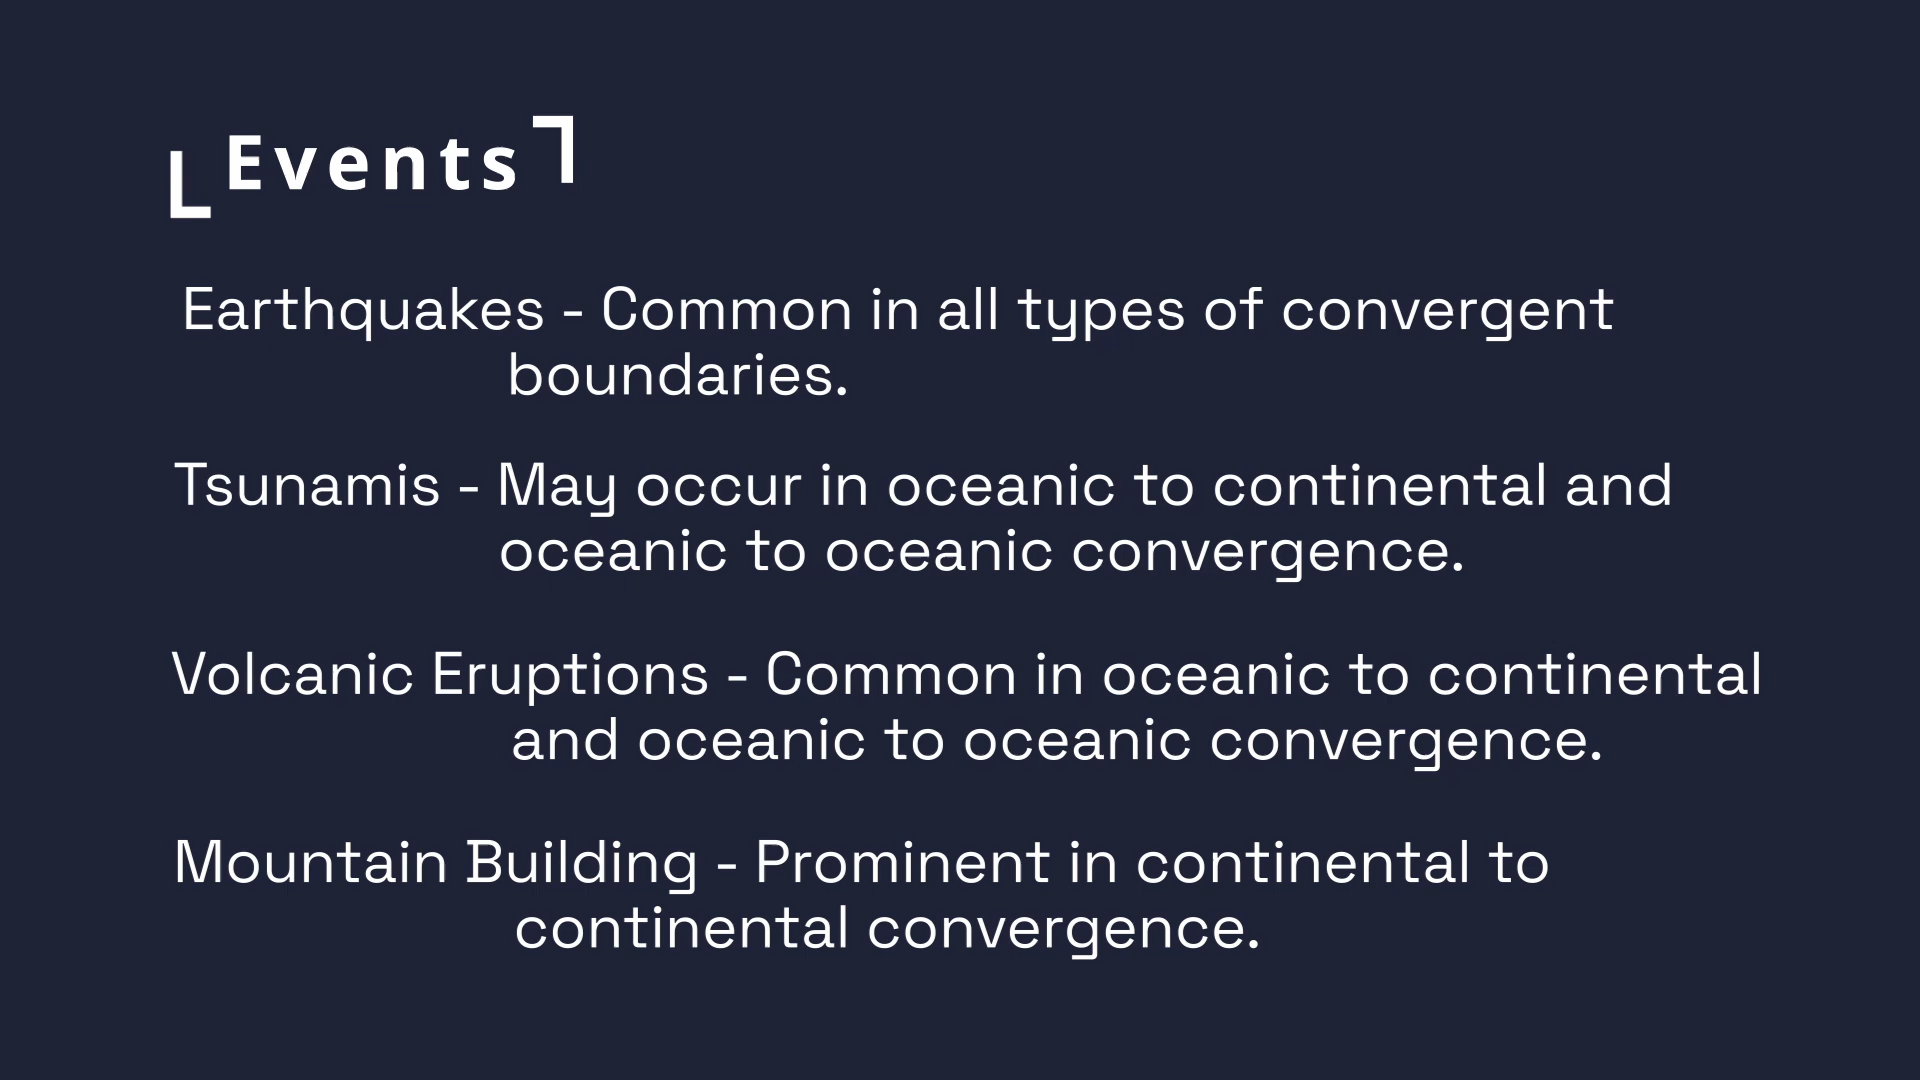 Events
Earthquakes - Common in all types of convergent
boundaries.
Tsunamis - May occur in oceanic to continental and
oceanic to oceanic convergence.
Volcanic Eruptions - Common in oceanic to continental
and oceanic to oceanic convergence.
Mountain Building - Prominent in continental to
continental convergence.